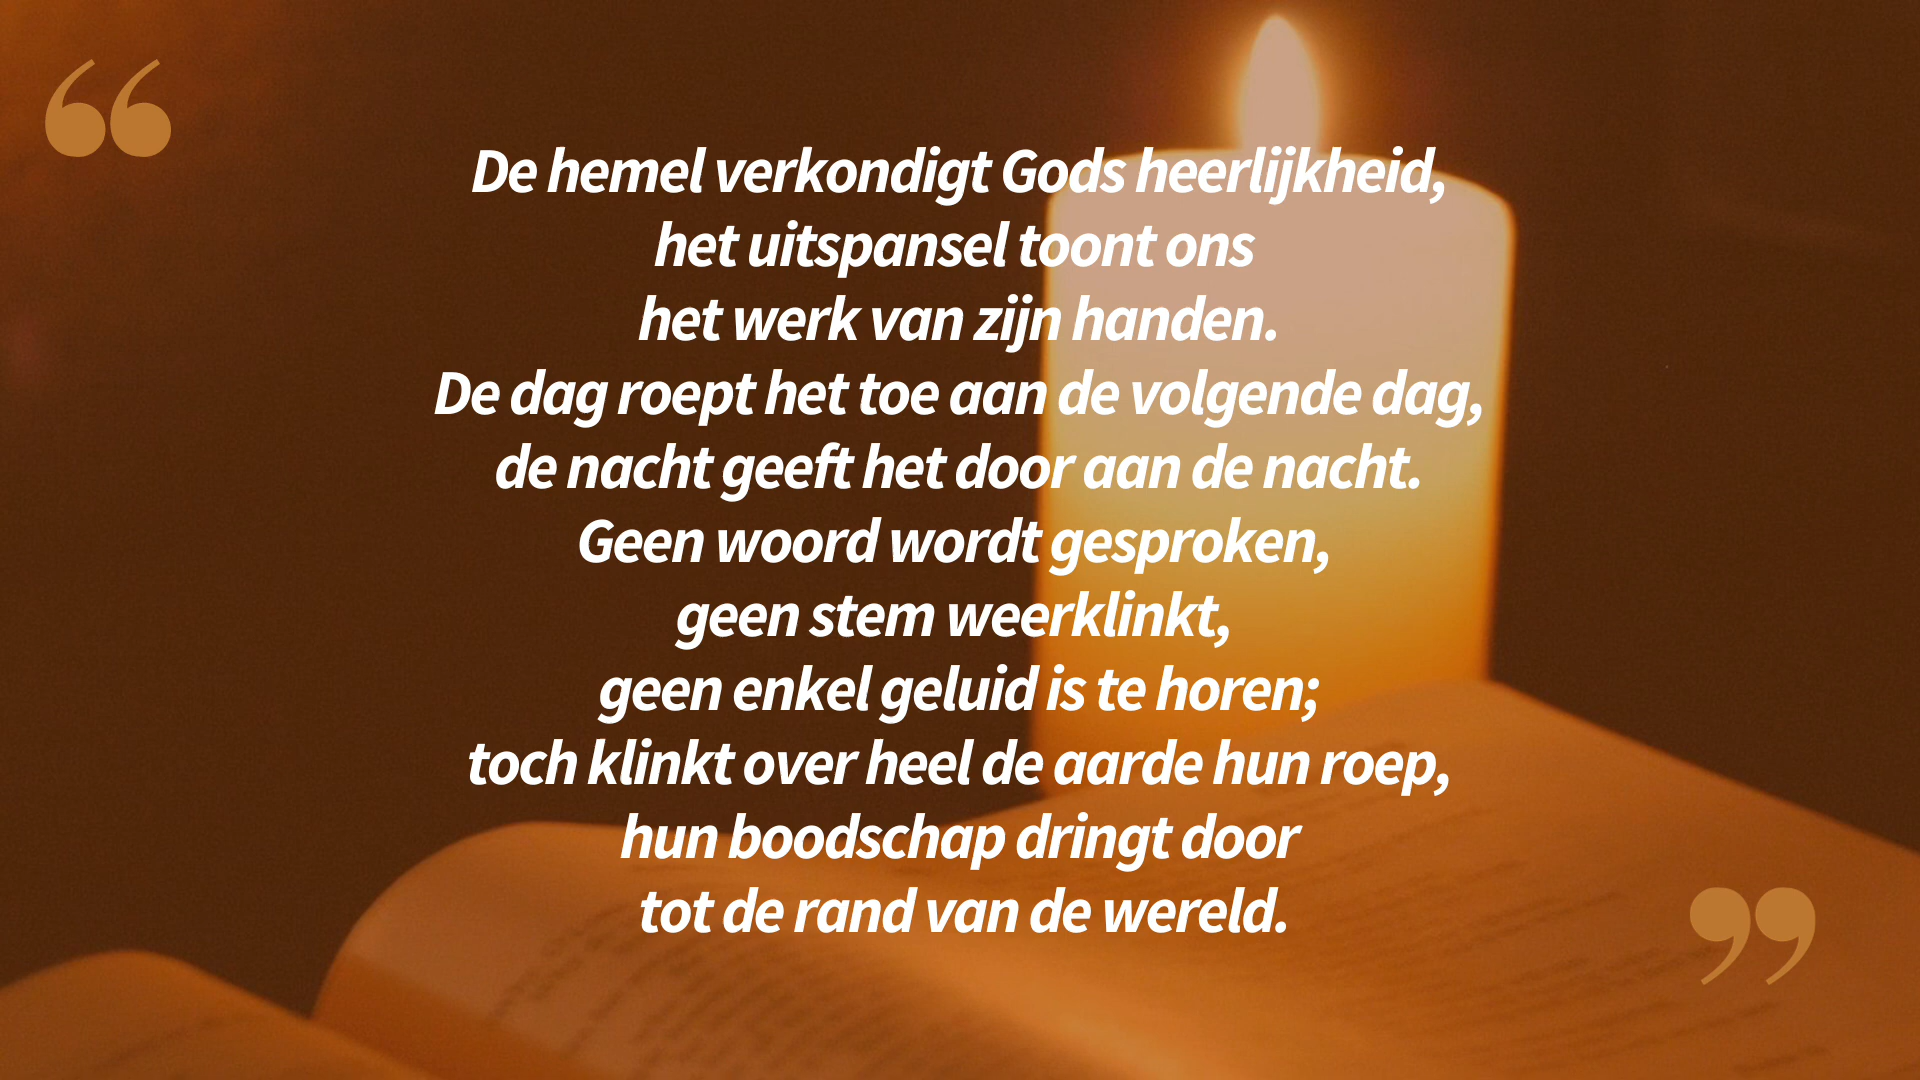 “
De hemel verkondigt Gods heerlijkheid,
het uitspansel toont ons
het werk van zijn handen.
De dag roept het toe aan de volgende dag,
de nacht geeft het door aan de nacht.
Geen woord wordt gesproken,
geen stem weerklinkt,
geen enkel geluid is te horen;
toch klinkt over heel de aarde hun roep,
hun boodschap dringt door
tot de rand van de wereld.
”